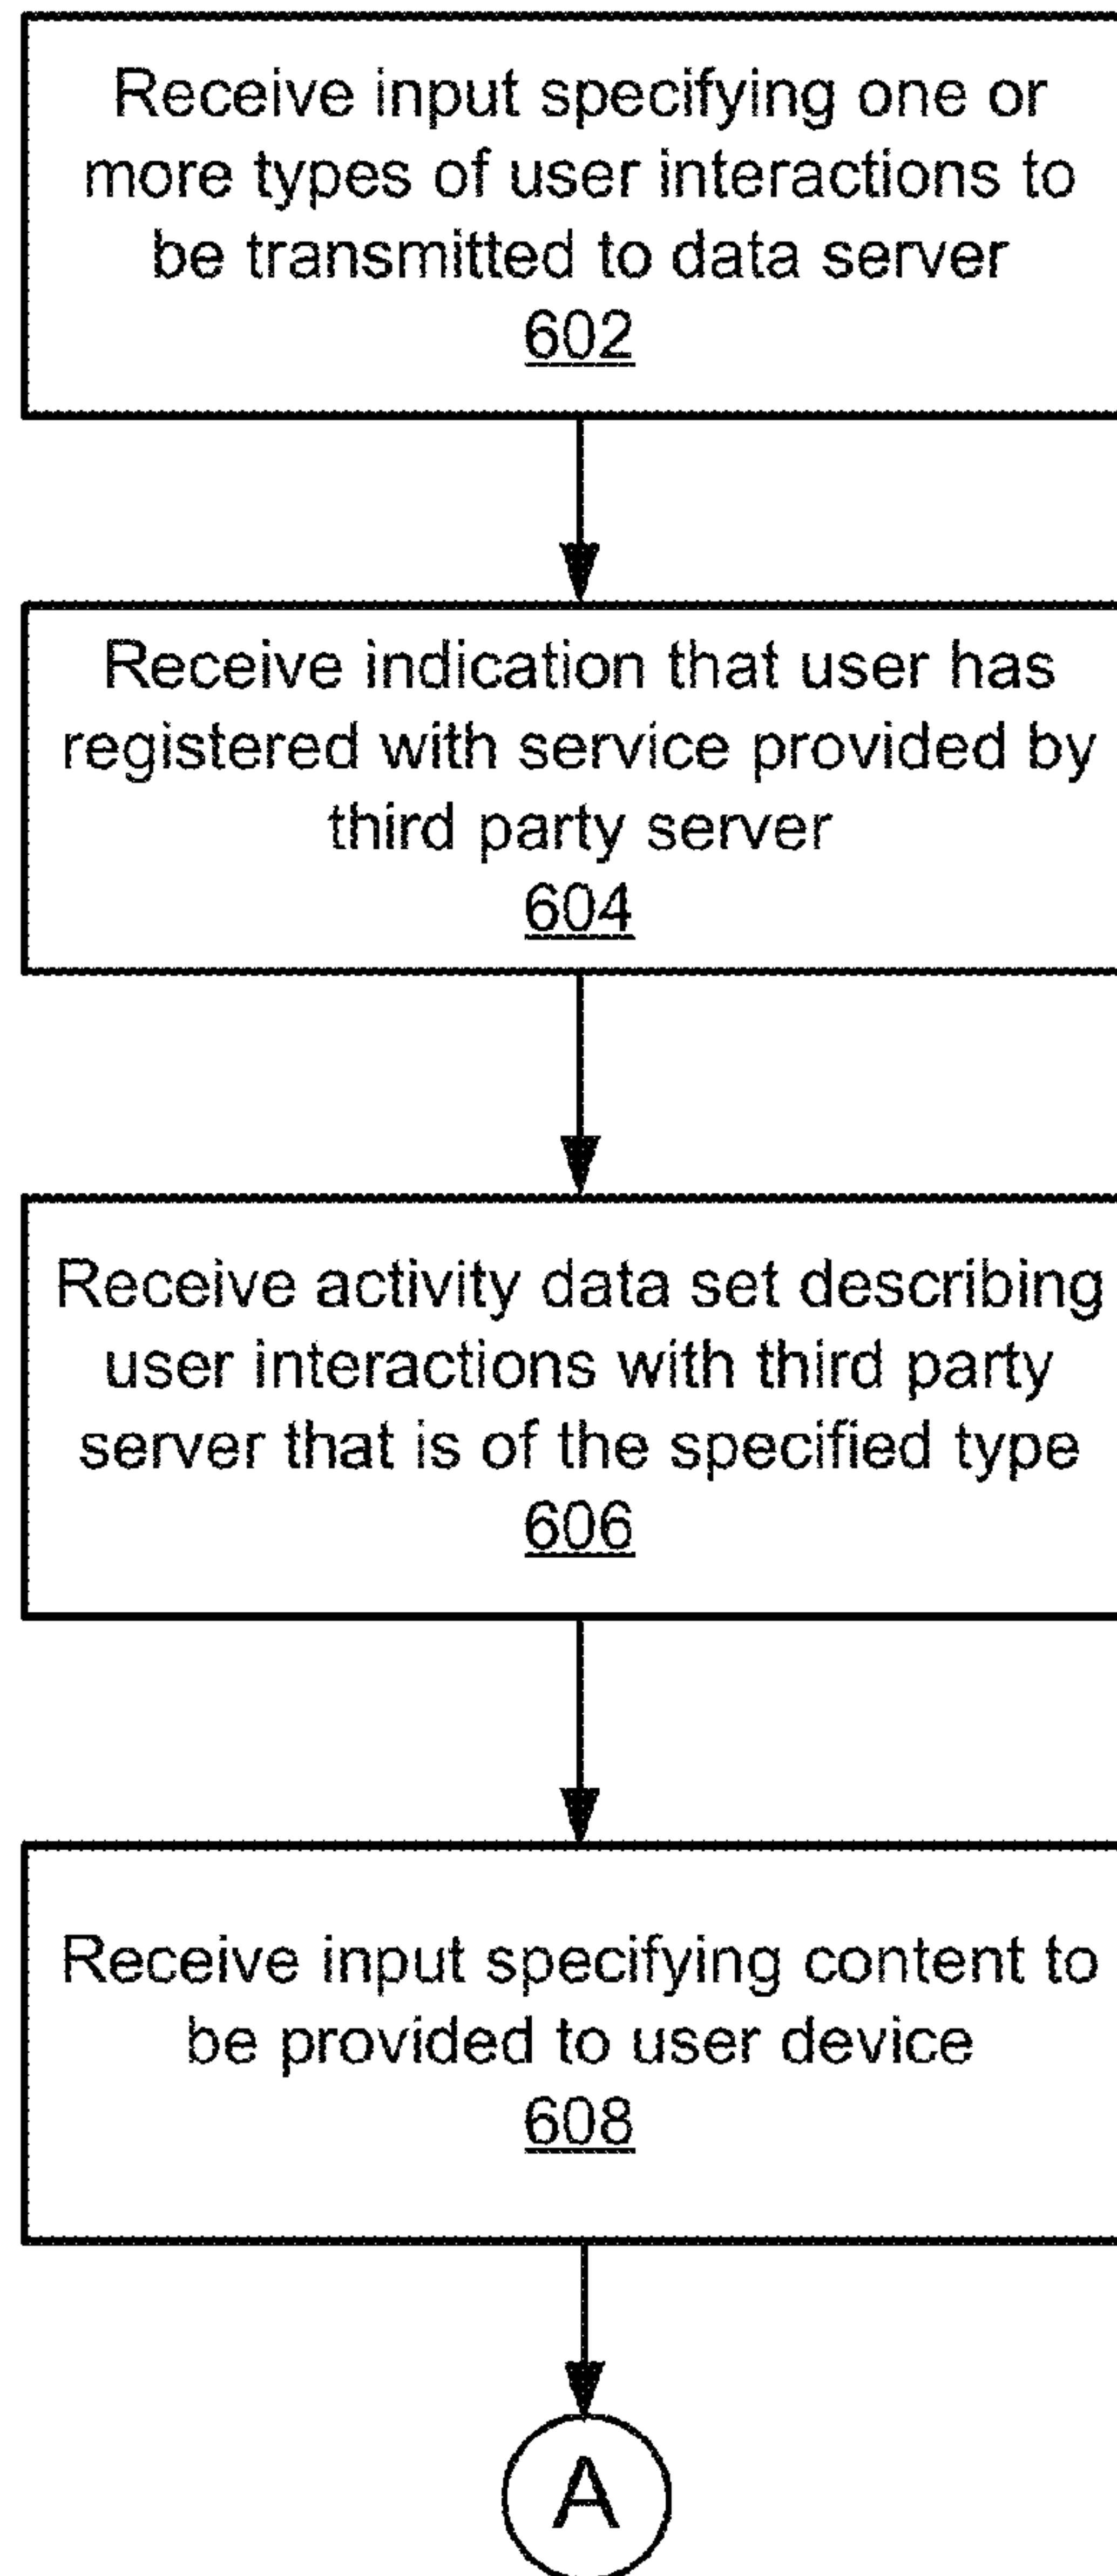 Receive input specifying one or
more types of user interactions to
be transmitted to data server
602
Receive indication that user has
registered with service provided by
third party server
604
Receive activity data set describing
user interactions with third party
server that is of the specified type
606
Receive input specifying content to
be provided to user device
608
A